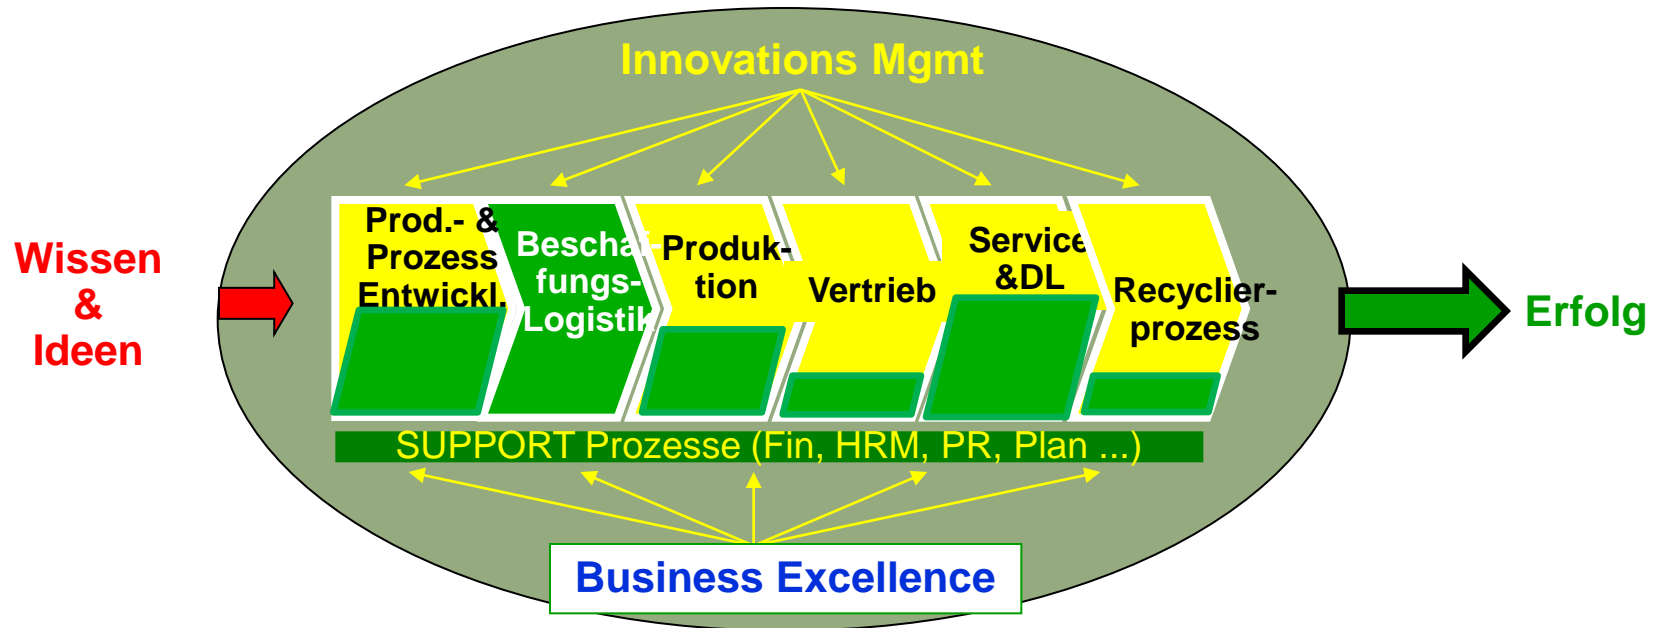 Innovations Mgmt
Wissen
&
Ideen
Prod.- &
Prozess
Entwickl.
Beschaf-
fungs-
Logistik
Produk-
tion
Vertrieb
Service
&DL
Recyclier-
prozess
Erfolg
SUPPORT Prozesse (Fin, HRM, PR, Plan ...)
Business Excellence